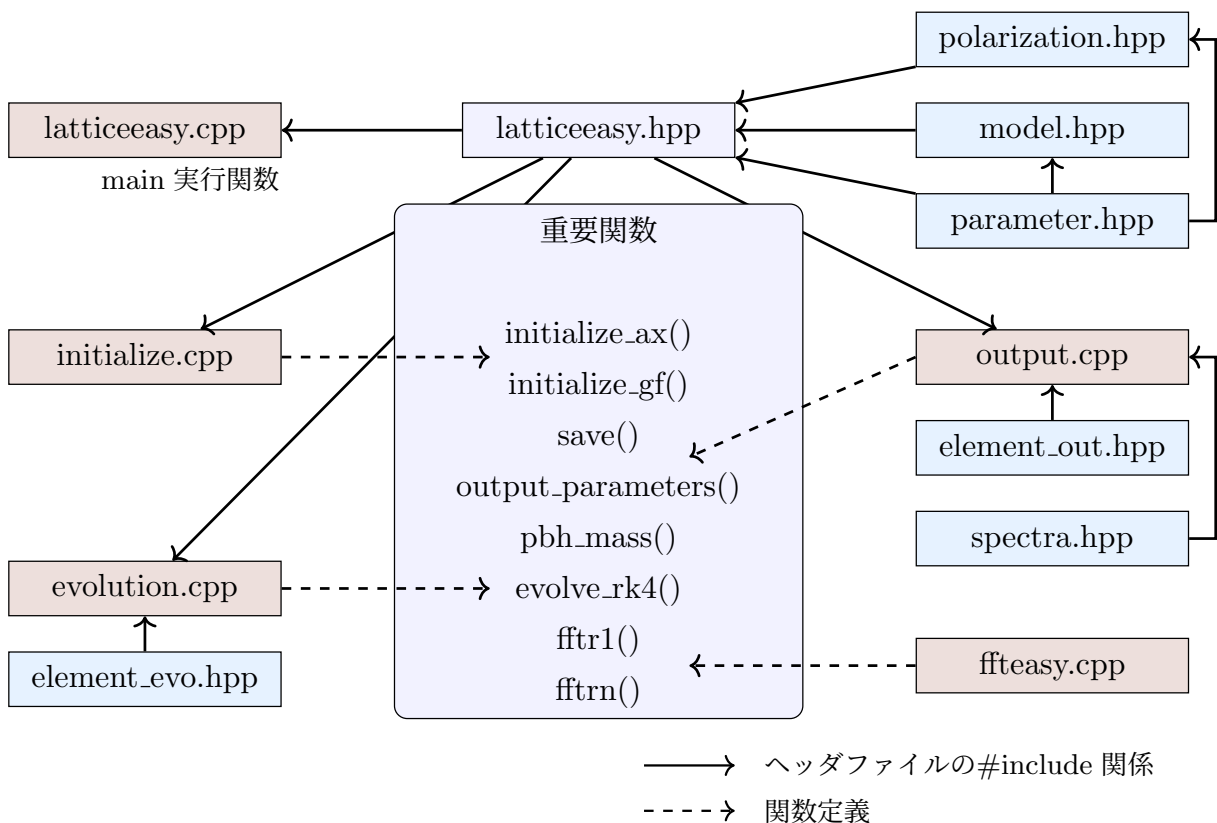 polarization.hpp
latticeeasy.cpp
latticeeasy.hpp
model.hpp
main 実行関数
parameter.hpp
重要関数
initialize_ax()
initialize.cpp
output.cpp
initialize_gf()
save()
element_out.hpp
output_parameters()
pbh_mass()
spectra.hpp
evolution.cpp
evolve_rk4()
fftr1()
ffteasy.cpp
element_evo.hpp
fftrn()
ヘッダファイルの#include 関係
関数定義